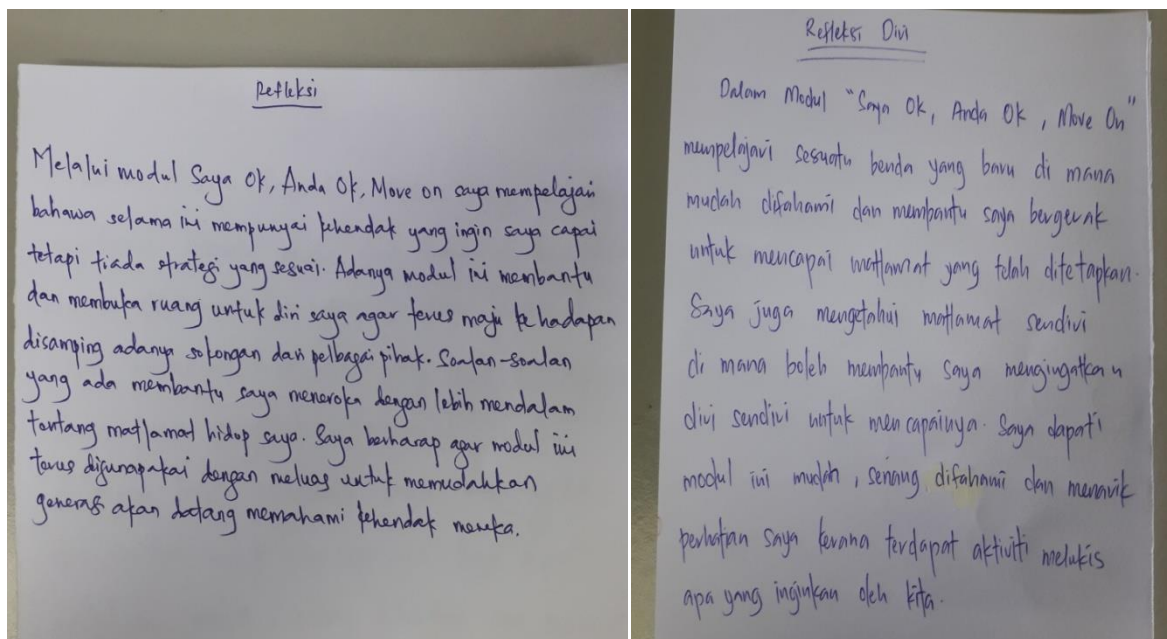 Refleksi
Melalui modul Saya Ok, Anda Ok, Move on saya mempelajari
bahawa selama ini mempunyai kehendak yang ingin saya capai
tetapi tiada strategi yang sesuai. Adanya modul ini membantu
dan membuka ruang untuk diri saya agar terus maju ke hadapan
disamping adanya sokongan dari pelbagai pihak. Soalan-soalan
yang ada membantu saya meneroka dengan lebih mendalam
tentang matlamat hidup saya. Saya berharap agar modul ini
terus digunapakai dengan meluas untuk memudahkan
generasi akan datang memahami kehendak mereka.
Refleksi Diri
Dalam Modul "Saya Ok, Anda Ok, Move On"
mempelajari sesuatu benda yang baru di mana
mudah difahami dan membantu saya bergerak
untuk mencapai matlamat yang telah ditetapkan.
Saya juga mengetahui matlamat sendiri
di mana boleh membantu saya mengingatkan
diri sendiri untuk mencapainya. Saya dapati
modul ini mudah, senang difahami dan menarik
perhatian saya kerana terdapat aktiviti melukis
apa yang inginkan oleh kita.